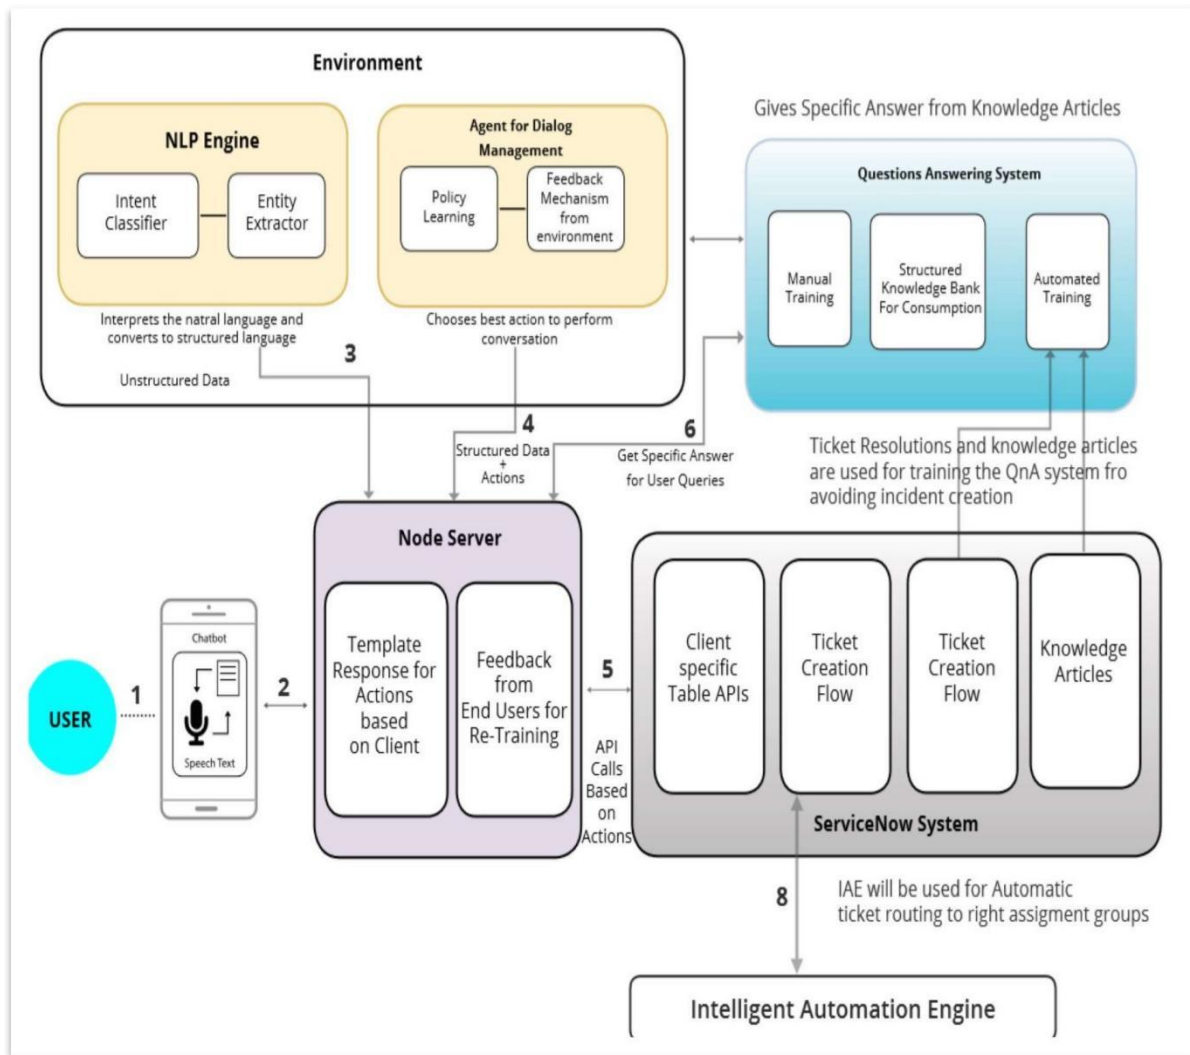 Environment
NLP Engine
Intent
Classifier
Entity
Extractor
Interprets the natral language and
converts to structured language
Unstructured Data
3
Agent for Dialog
Management
Policy
Learning
Feedback
Mechanism
from
environment
Chooses best action to perform
conversation
4
Structured Data
+
Actions
Gives Specific Answer from Knowledge Articles
Questions Answering System
Manual
Training
Structured
Knowledge Bank
For Consumption
Automated
Training
6
Get Specific Answer
for User Queries
Ticket Resolutions and knowledge articles
are used for training the QnA system fro
avoiding incident creation
USER
1
Chatbot
Speech Text
2
Node Server
Template
Response for
Actions
based
on Client
Feedback
from
End Users for
Re-Training
5
API
Calls
Based
on
Actions
Client
specific
Table APIs
Ticket
Creation
Flow
Ticket
Creation
Flow
Knowledge
Articles
ServiceNow System
8
IAE will be used for Automatic
ticket routing to right assigment groups
Intelligent Automation Engine